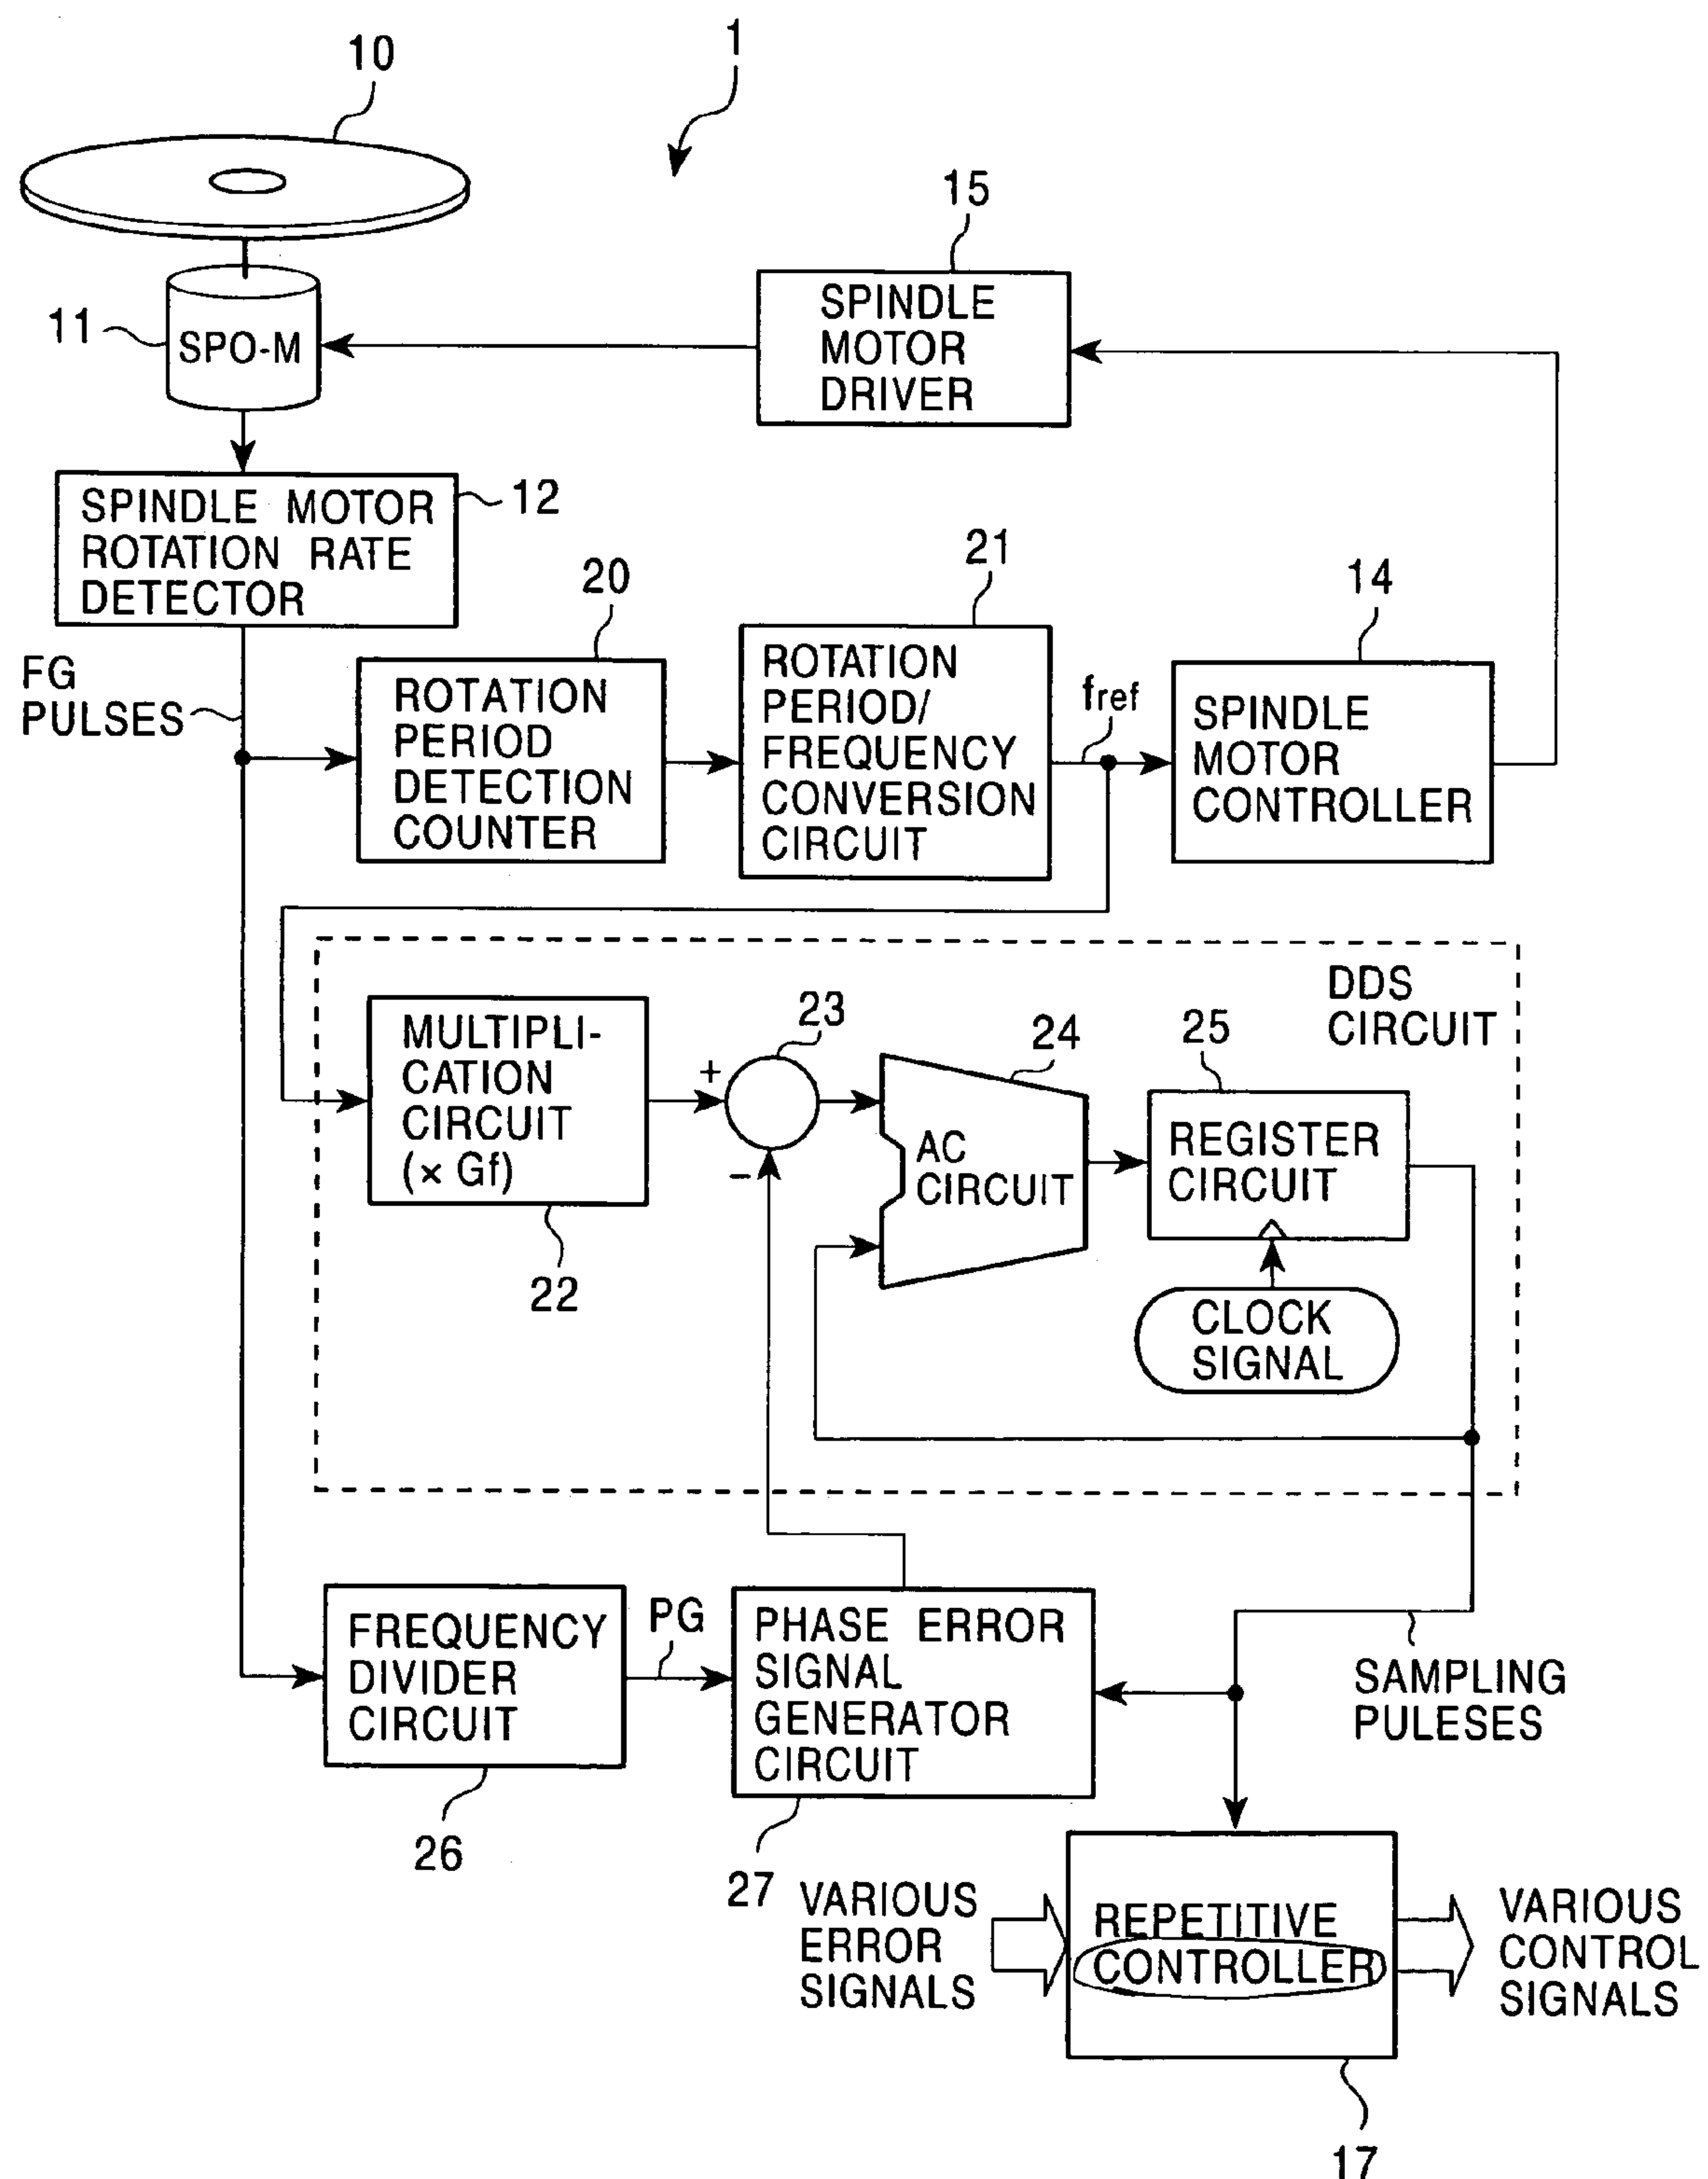 1
10
15
SPINDLE
MOTOR
DRIVER
11
SPO-M
SPINDLE MOTOR
ROTATION RATE
DETECTOR
12
20
21
14
FG
PULSES
ROTATION
PERIOD
DETECTION
COUNTER
ROTATION
PERIOD/
FREQUENCY
CONVERSION
CIRCUIT
fref
SPINDLE
MOTOR
CONTROLLER
DDS
CIRCUIT
MULTIPLI-
CATION
CIRCUIT
(× Gf)
22
+
−
23
24
AC
CIRCUIT
25
REGISTER
CIRCUIT
CLOCK
SIGNAL
FREQUENCY
DIVIDER
CIRCUIT
26
PG
PHASE ERROR
SIGNAL
GENERATOR
CIRCUIT
27
SAMPLING
PULESES
VARIOUS
ERROR
SIGNALS
REPETITIVE
CONTROLLER
VARIOUS
CONTROL
SIGNALS
17